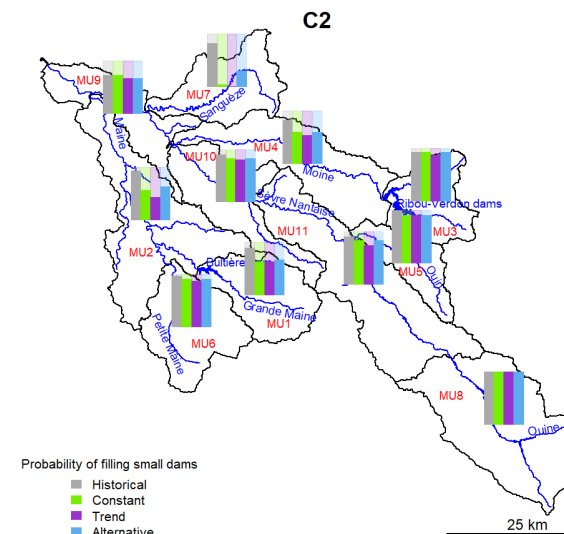 C2
MU9
MU7
Sanguèze
Maine
MU4
MU10
Moine
Sèvre Nantaise
Ribou-Verdon dams
MU11
MU3
MU2
MU5
Ouin
Bultière
Grande Maine
MU1
Petite Maine
MU6
MU8
Ouine
Probability of filling small dams
Historical
Constant
Trend
Alternative
25 km